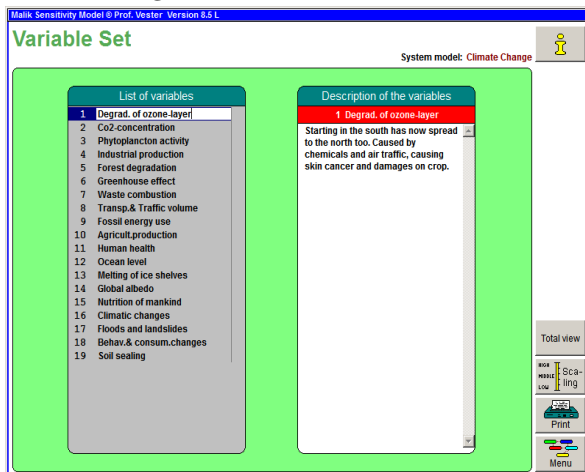 Malik Sensitivity Model ® Prof. Vester Version 8.5 L
Variable Set
System model: Climate Change
List of variables
1 Degrad. of ozone-layer
2 Co2-concentration
3 Phytoplancton activity
4 Industrial production
5 Forest degradation
6 Greenhouse effect
7 Waste combustion
8 Transp.& Traffic volume
9 Fossil energy use
10 Agricult.production
11 Human health
12 Ocean level
13 Melting of ice shelves
14 Global albedo
15 Nutrition of mankind
16 Climatic changes
17 Floods and landslides
18 Behav.& consum.changes
19 Soil sealing
Description of the variables
1 Degrad. of ozone-layer
Starting in the south has now spread
to the north too. Caused by
chemicals and air traffic, causing
skin cancer and damages on crop.
i
Total view
HIGH
MIDDLE
LOW
Sca-
ling
Print
Menu